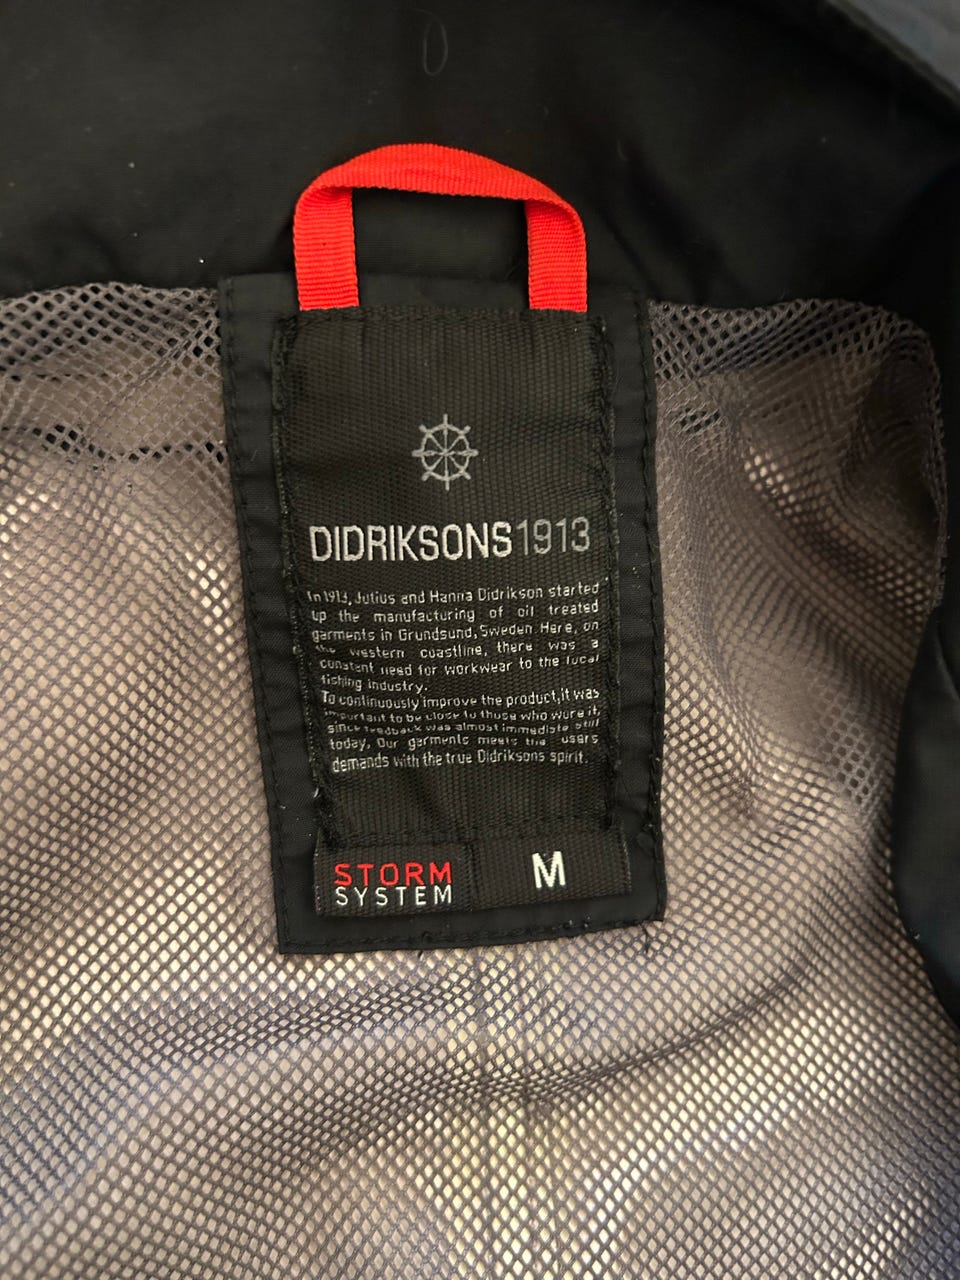 DIDRIKSONS1913
In 1913, Julius and Hanna Didrikson started
up the manufacturing of oil treated
garments in Grundsund, Sweden. Here, on
the western coastline, there was a
constant need for workwear to the local
fishing industry.
To continuously improve the product, it was
important to be close to those who wore it,
since feedback was almost immediate. Still
today, Our garments meets the users
demands with the true Didriksons spirit.
STORM
SYSTEM
M